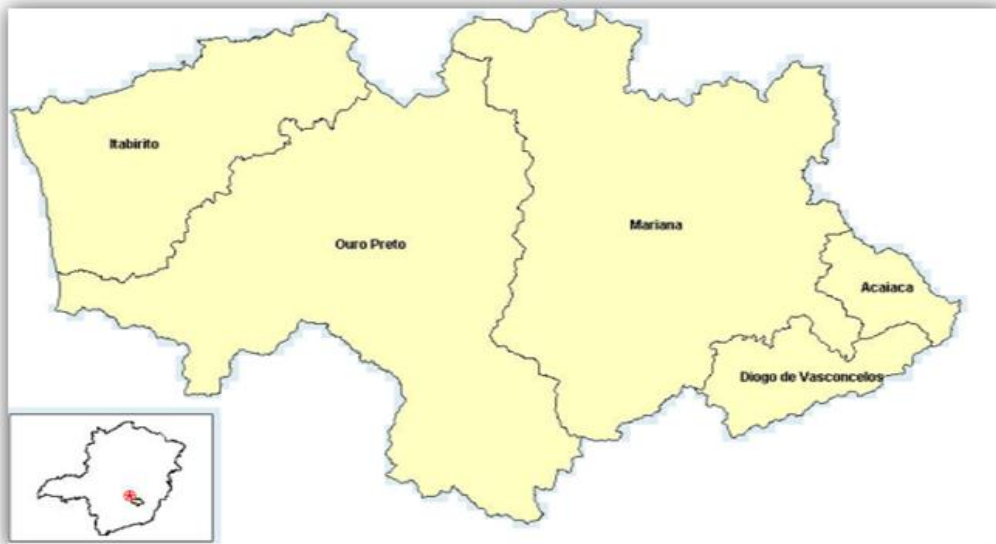 Itabirito
Ouro Preto
Mariana
Acaiaca
Diogo de Vasconcelos